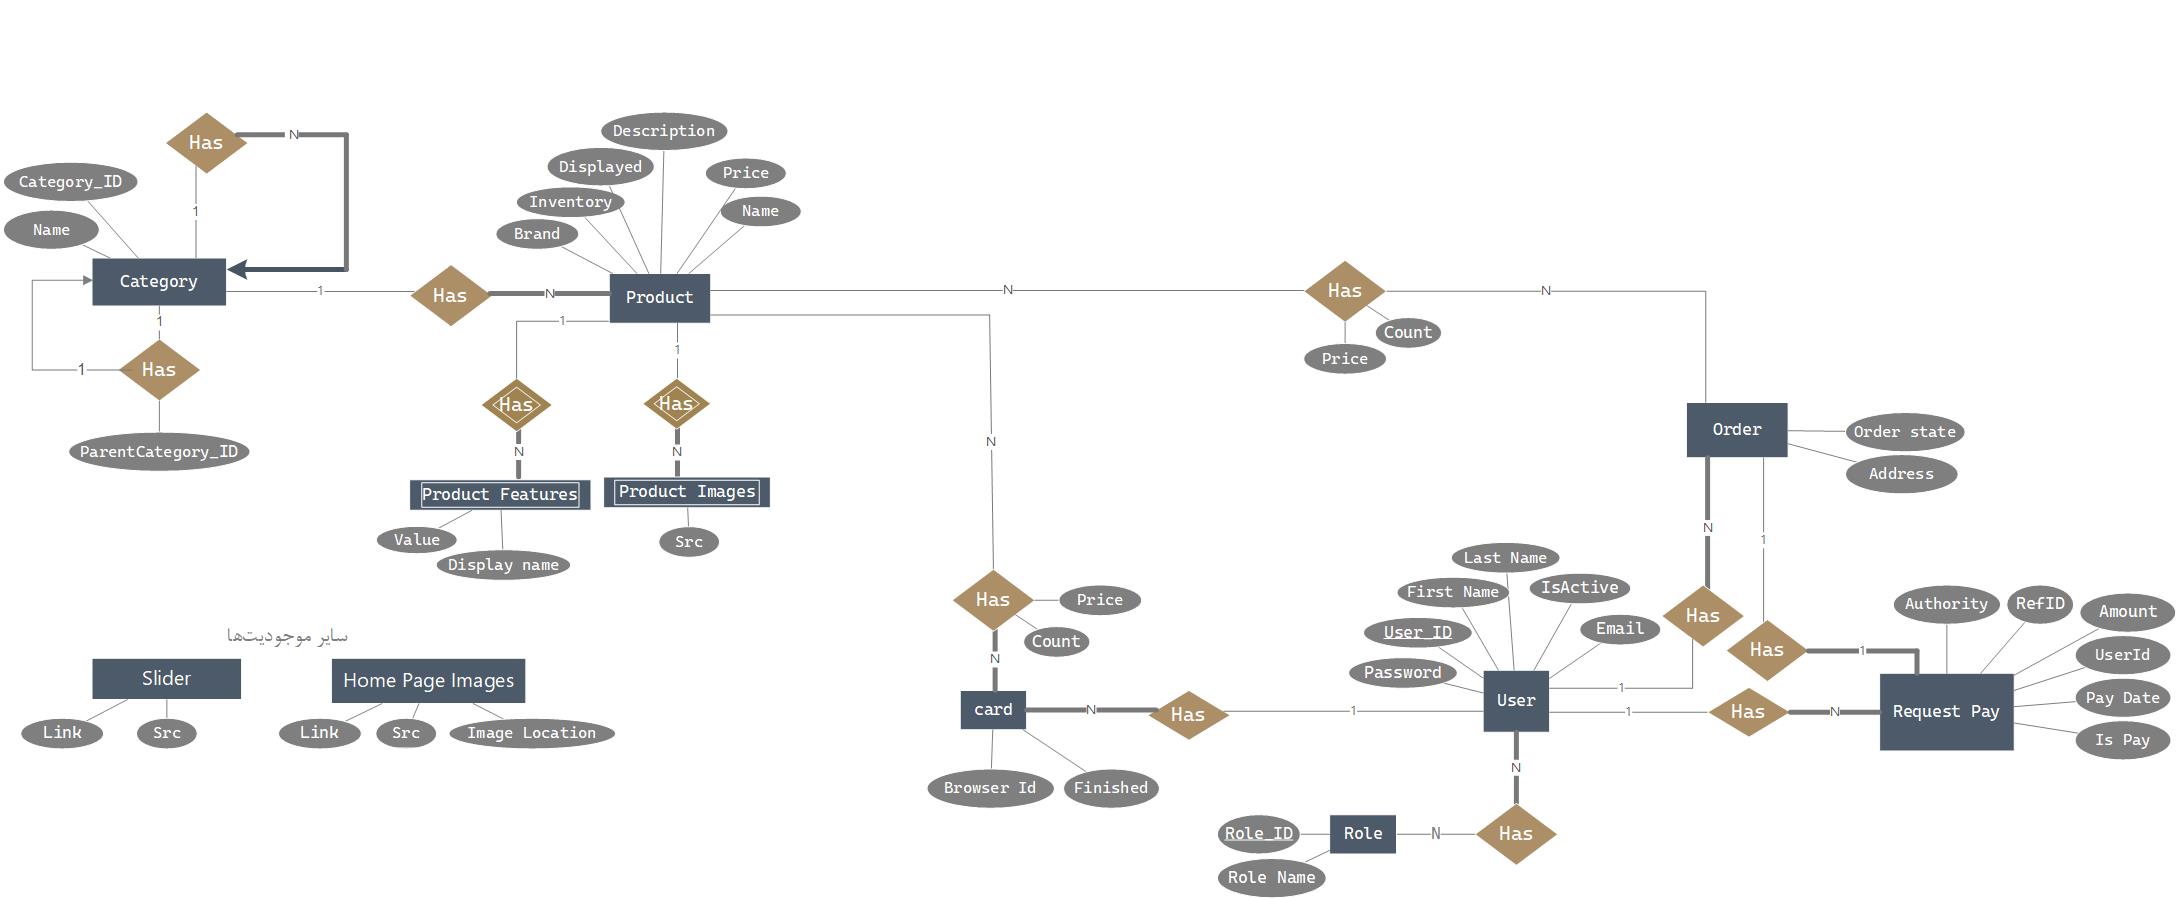 Has
N
Category_ID
Name
1
Category
1
Has
1
ParentCategory_ID
1
Has
N
Description
Displayed
Price
Inventory
Name
Brand
Product
1
Has
N
Product Features
Value
Display name
1
Has
N
Product Images
Src
N
Has
N
Count
Price
Order
Order state
Address
N
Has
Price
Count
N
card
Browser Id
Finished
N
Has
1
Last Name
First Name
IsActive
User_ID
Email
Password
User
N
Has
1
1
Has
1
1
Has
N
Authority
RefID
Amount
UserId
Pay Date
Is Pay
Request Pay
N
Has
N
Role
Role_ID
Role Name
سایر موجودیت‌ها
Slider
Link
Src
Home Page Images
Link
Src
Image Location